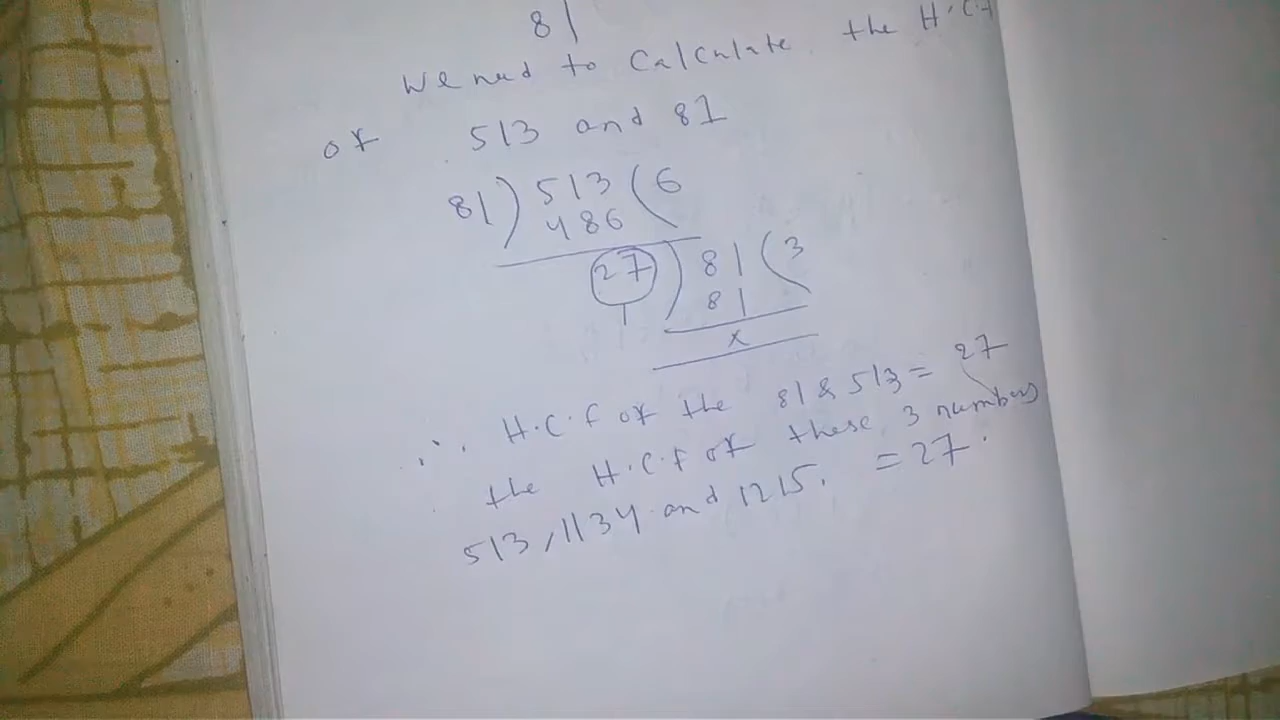 81
We need to Calculate the H.C.f
of 513 and 81
81) 513 (6
486
27) 81 (3
81
x
∴ H.C.f of the 81 & 513 = 27
the H.C.f of these 3 numbers
513, 1134 and 1215. = 27.